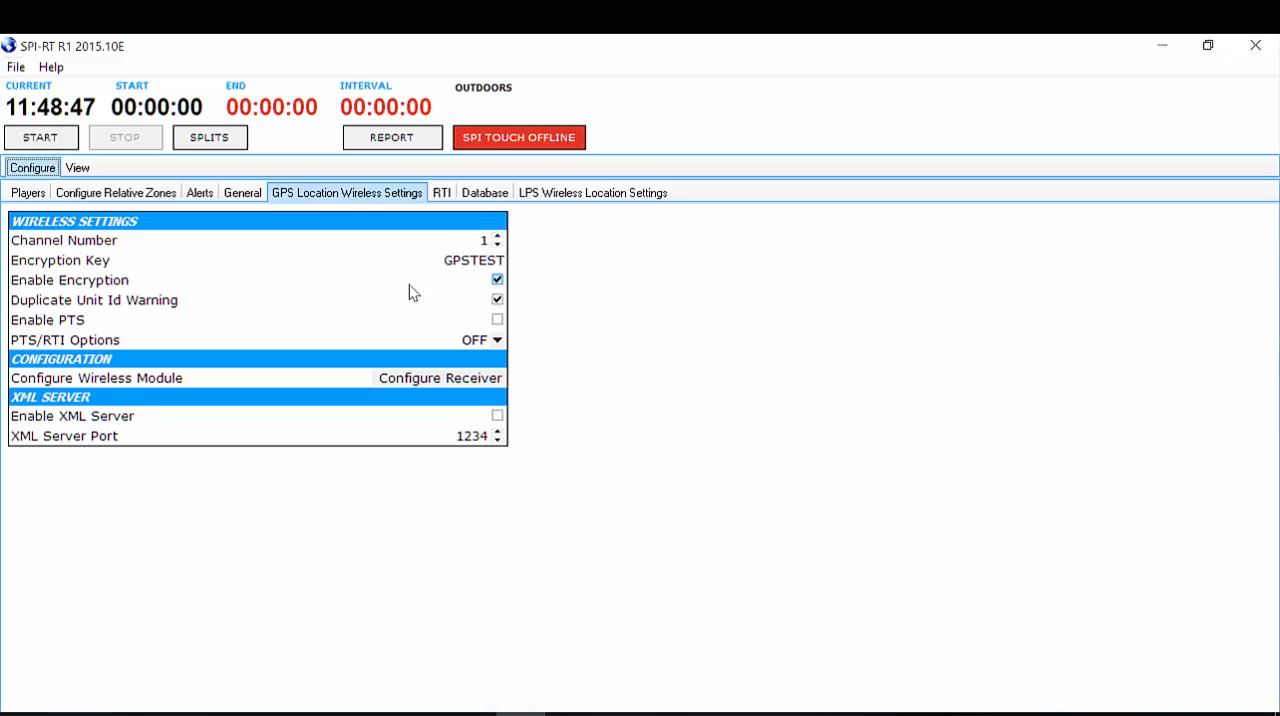 SPI-RT R1 2015.10E
File Help
CURRENT START END INTERVAL OUTDOORS
11:48:47 00:00:00 00:00:00 00:00:00
START STOP SPLITS REPORT SPI TOUCH OFFLINE
Configure View
Players Configure Relative Zones Alerts General GPS Location Wireless Settings RTI Database LPS Wireless Location Settings
WIRELESS SETTINGS
Channel Number 1
Encryption Key GPSTEST
Enable Encryption
Duplicate Unit Id Warning
Enable PTS
PTS/RTI Options OFF
CONFIGURATION
Configure Wireless Module Configure Receiver
XML SERVER
Enable XML Server
XML Server Port 1234